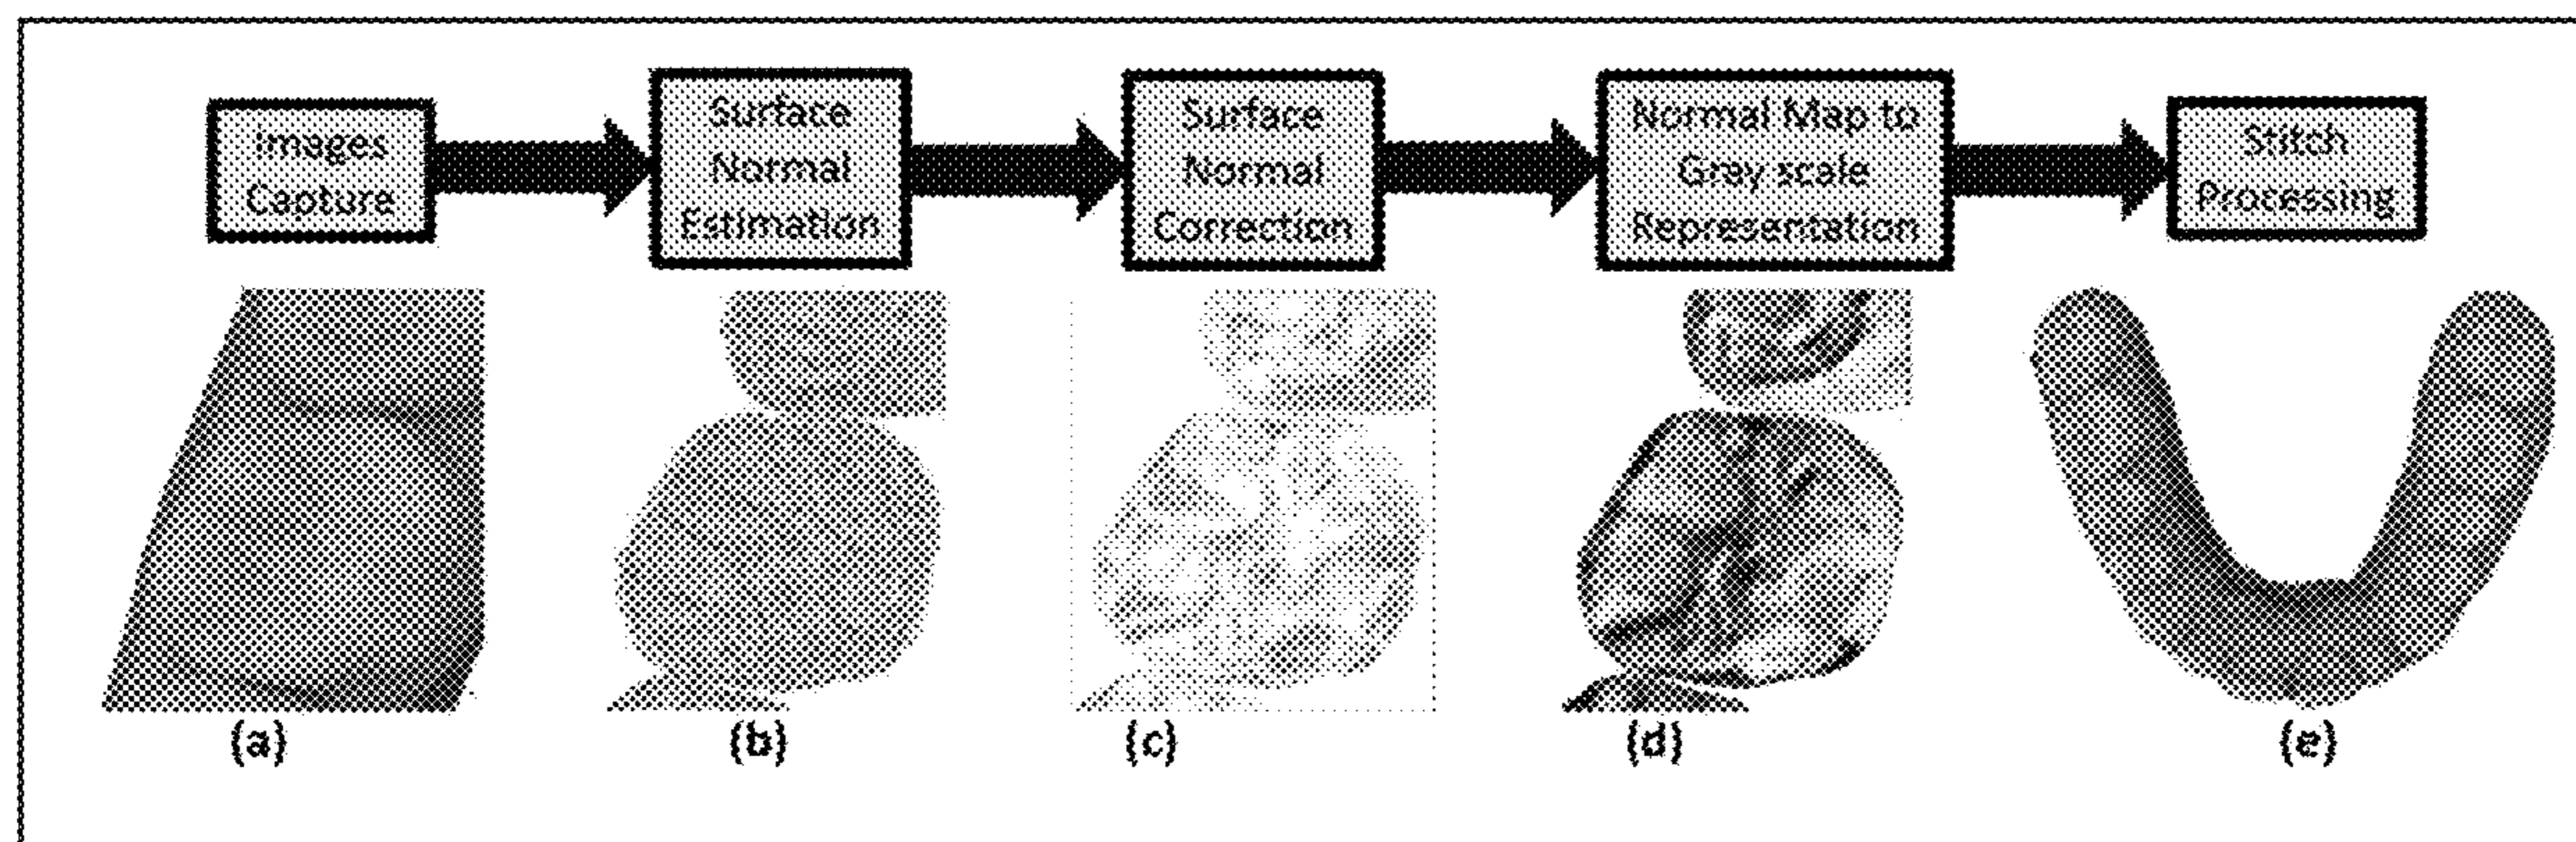 Images
Capture
Surface
Normal
Estimation
Surface
Normal
Correction
Normal Map to
Gray scale
Representation
Stitch
Processing
(a)
(b)
(c)
(d)
(e)